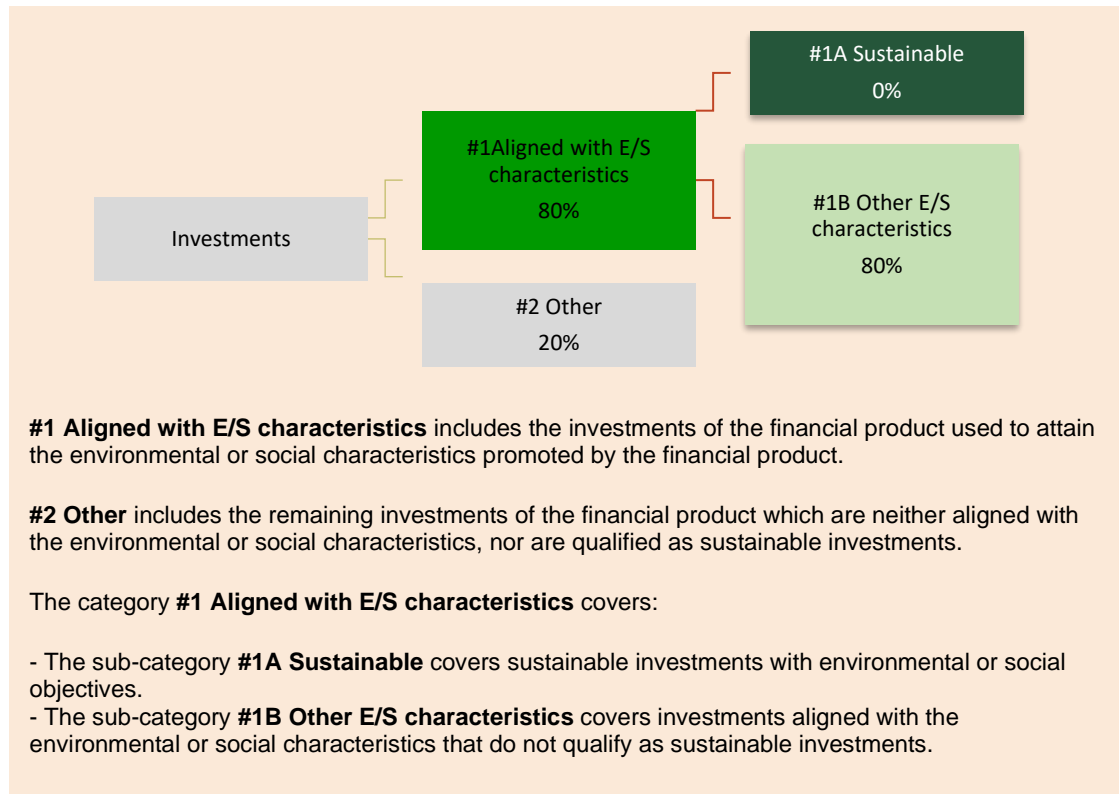 #1A Sustainable
0%
#1Aligned with E/S
characteristics
80%
#1B Other E/S
characteristics
80%
Investments
#2 Other
20%
#1 Aligned with E/S characteristics includes the investments of the financial product used to attain
the environmental or social characteristics promoted by the financial product.
#2 Other includes the remaining investments of the financial product which are neither aligned with
the environmental or social characteristics, nor are qualified as sustainable investments.
The category #1 Aligned with E/S characteristics covers:
- The sub-category #1A Sustainable covers sustainable investments with environmental or social
objectives.
- The sub-category #1B Other E/S characteristics covers investments aligned with the
environmental or social characteristics that do not qualify as sustainable investments.